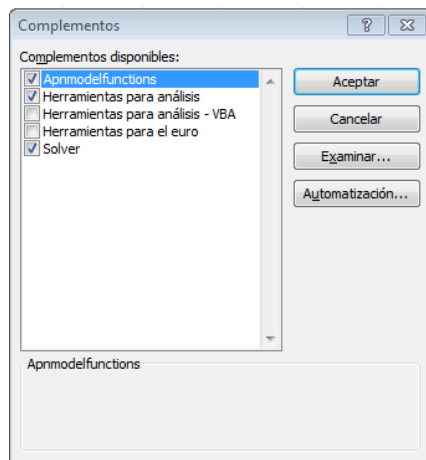 Complementos
Complementos disponibles:
Apnmodelfunctions
Herramientas para análisis
Herramientas para análisis - VBA
Herramientas para el euro
Solver
Aceptar
Cancelar
Examinar...
Automatización...
Apnmodelfunctions